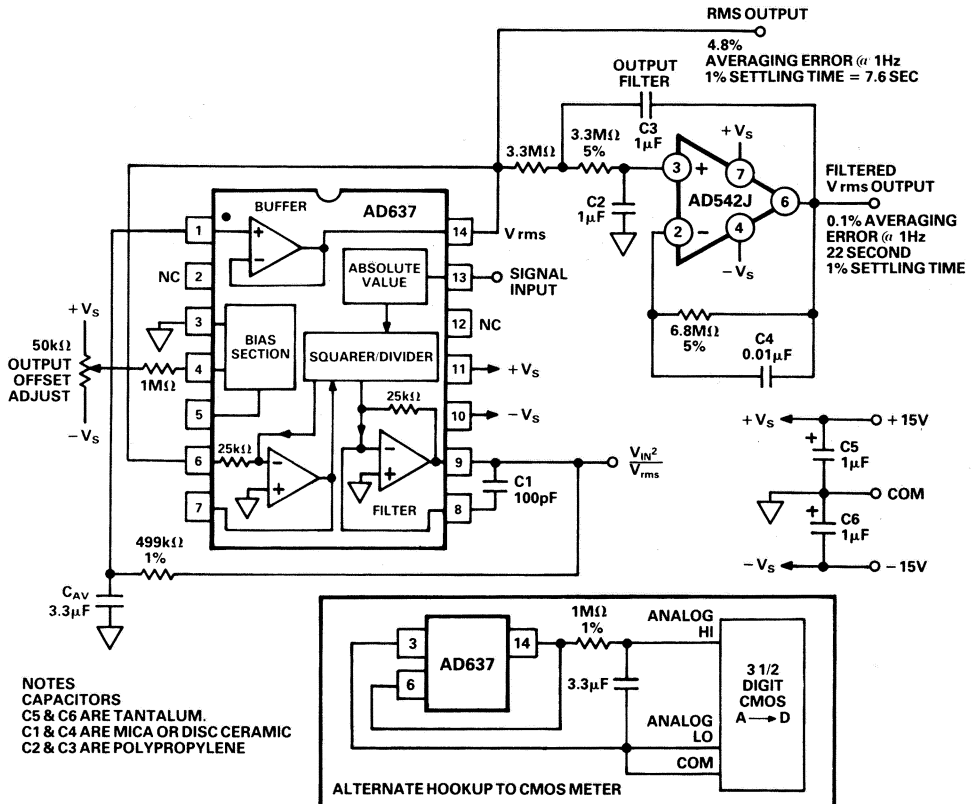 RMS OUTPUT
4.8%
AVERAGING ERROR @ 1Hz
1% SETTLING TIME = 7.6 SEC
OUTPUT
FILTER
C3
1μF
3.3MΩ
3.3MΩ
5%
C2
1μF
+VS
3
+
7
AD542J
6
2
−
4
−VS
FILTERED
V rms OUTPUT
0.1% AVERAGING
ERROR @ 1Hz
22 SECOND
1% SETTLING TIME
6.8MΩ
5%
C4
0.01μF
BUFFER
AD637
1
+
−
14
V rms
NC
2
ABSOLUTE
VALUE
13
SIGNAL
INPUT
3
12
NC
BIAS
SECTION
SQUARER/DIVIDER
+VS
50kΩ
OUTPUT
OFFSET
ADJUST
−VS
1MΩ
4
11
+VS
5
25kΩ
10
−VS
6
25kΩ
−
+
−
+
9
VIN²
Vrms
C1
100pF
7
FILTER
8
499kΩ
1%
CAV
3.3μF
+VS
+15V
+
C5
1μF
COM
+
C6
1μF
−VS
−15V
NOTES
CAPACITORS
C5 & C6 ARE TANTALUM.
C1 & C4 ARE MICA OR DISC CERAMIC
C2 & C3 ARE POLYPROPYLENE
3
14
AD637
6
1MΩ
1%
3.3μF
ANALOG
HI
ANALOG
LO
COM
3 1/2
DIGIT
CMOS
A → D
ALTERNATE HOOKUP TO CMOS METER